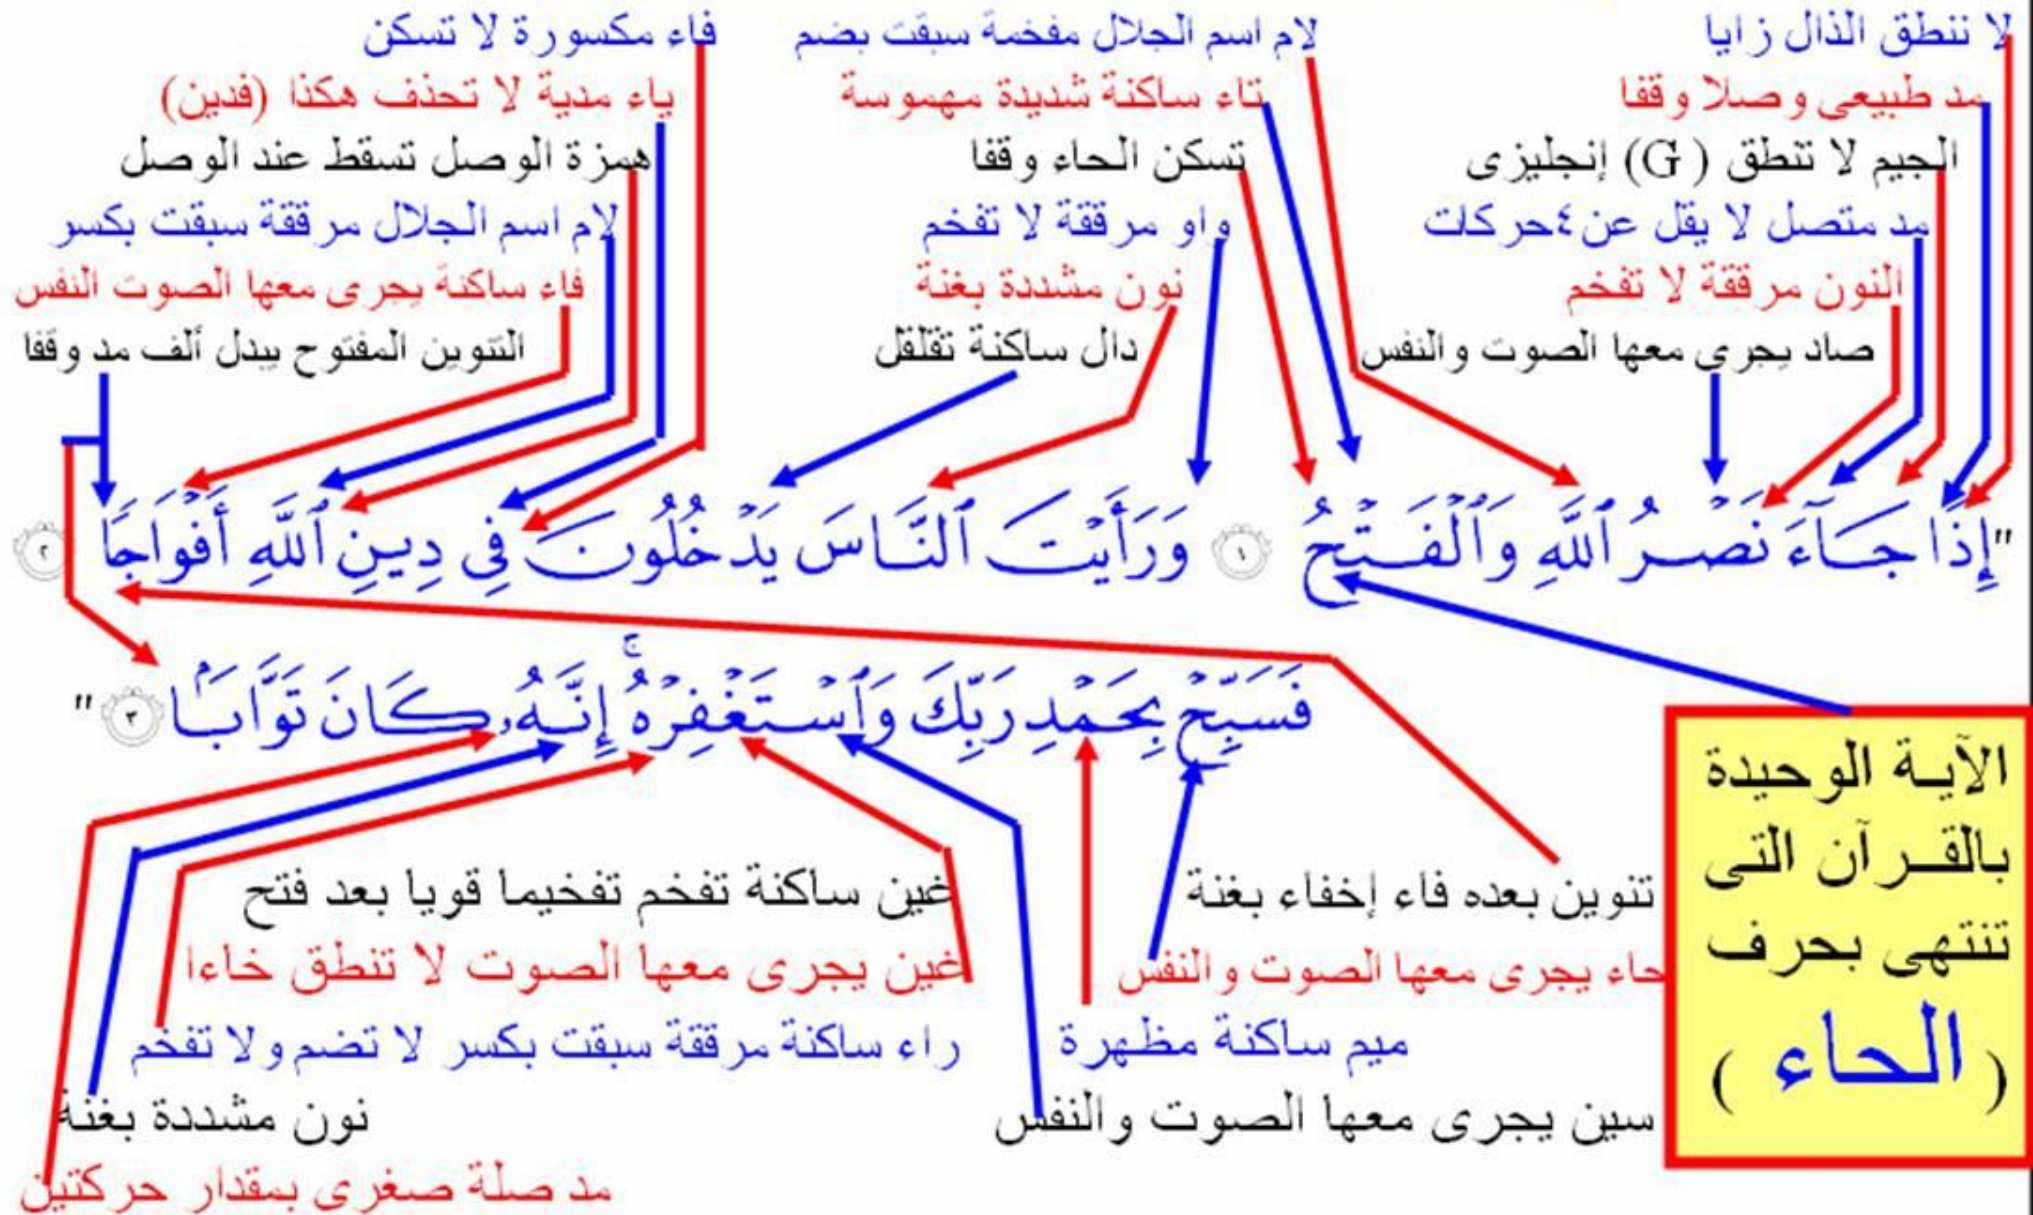 لا ننطق الذال زايا
مد طبيعى وصلا وقفا
الجيم لا تنطق (G) إنجليزى
مد متصل لا يقل عن ٤حركات
النون مرققة لا تفخم
صاد يجرى معها الصوت والنفس
لام اسم الجلال مفخمة سبقت بضم
تاء ساكنة شديدة مهموسة
تسكن الحاء وقفا
واو مرققة لا تفخم
نون مشددة بغنة
دال ساكنة تقلقل
فاء مكسورة لا تسكن
ياء مدية لا تحذف هكذا (فدين)
همزة الوصل تسقط عند الوصل
لام اسم الجلال مرققة سبقت بكسر
فاء ساكنة يجرى معها الصوت النفس
التنوين المفتوح يبدل ألف مد وقفا
"إِذَا جَآءَ نَصۡرُ ٱللَّهِ وَٱلۡفَتۡحُ ١ وَرَأَيۡتَ ٱلنَّاسَ يَدۡخُلُونَ فِى دِينِ ٱللَّهِ أَفۡوَاجٗا ٢
فَسَبِّحۡ بِحَمۡدِ رَبِّكَ وَٱسۡتَغۡفِرۡهُۚ إِنَّهُۥ كَانَ تَوَّابَۢا ٣ "
الآية الوحيدة
بالقرآن التى
تنتهى بحرف
( الحاء )
تنوين بعده فاء إخفاء بغنة
حاء يجرى معها الصوت والنفس
ميم ساكنة مظهرة
سين يجرى معها الصوت والنفس
غين ساكنة تفخم تفخيما قويا بعد فتح
غين يجرى معها الصوت لا تنطق خاءا
راء ساكنة مرققة سبقت بكسر لا تضم ولا تفخم
نون مشددة بغنة
مد صلة صغرى بمقدار حركتين